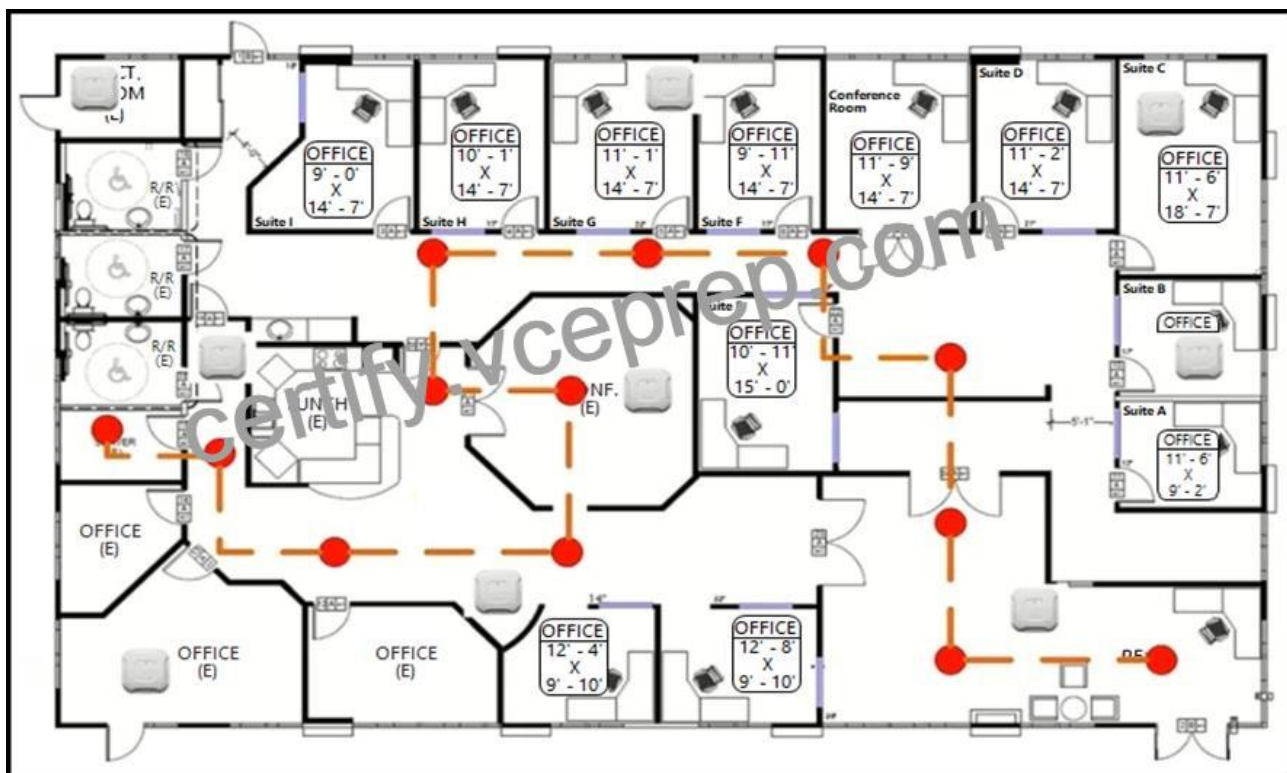 CT.
OM
(E)
R/R
(E)
R/R
(E)
R/R
(E)
Suite I
OFFICE
9' - 0'
X
14' - 7'
Suite H
OFFICE
10' - 1'
X
14' - 7'
Suite G
OFFICE
11' - 1'
X
14' - 7'
Suite F
OFFICE
9' - 11'
X
14' - 7'
Conference
Room
OFFICE
11' - 9'
X
14' - 7'
Suite D
OFFICE
11' - 2'
X
14' - 7'
Suite C
OFFICE
11' - 6'
X
18' - 7'
Suite B
OFFICE
Suite A
OFFICE
11' - 6'
X
9' - 2'
5'-1"
OFFICE
10' - 11'
X
15' - 0'
NF.
(E)
UNCH
(E)
certify.vceprep.com
OFFICE
(E)
OFFICE
(E)
OFFICE
(E)
OFFICE
12' - 4'
X
9' - 10'
OFFICE
12' - 8'
X
9' - 10'